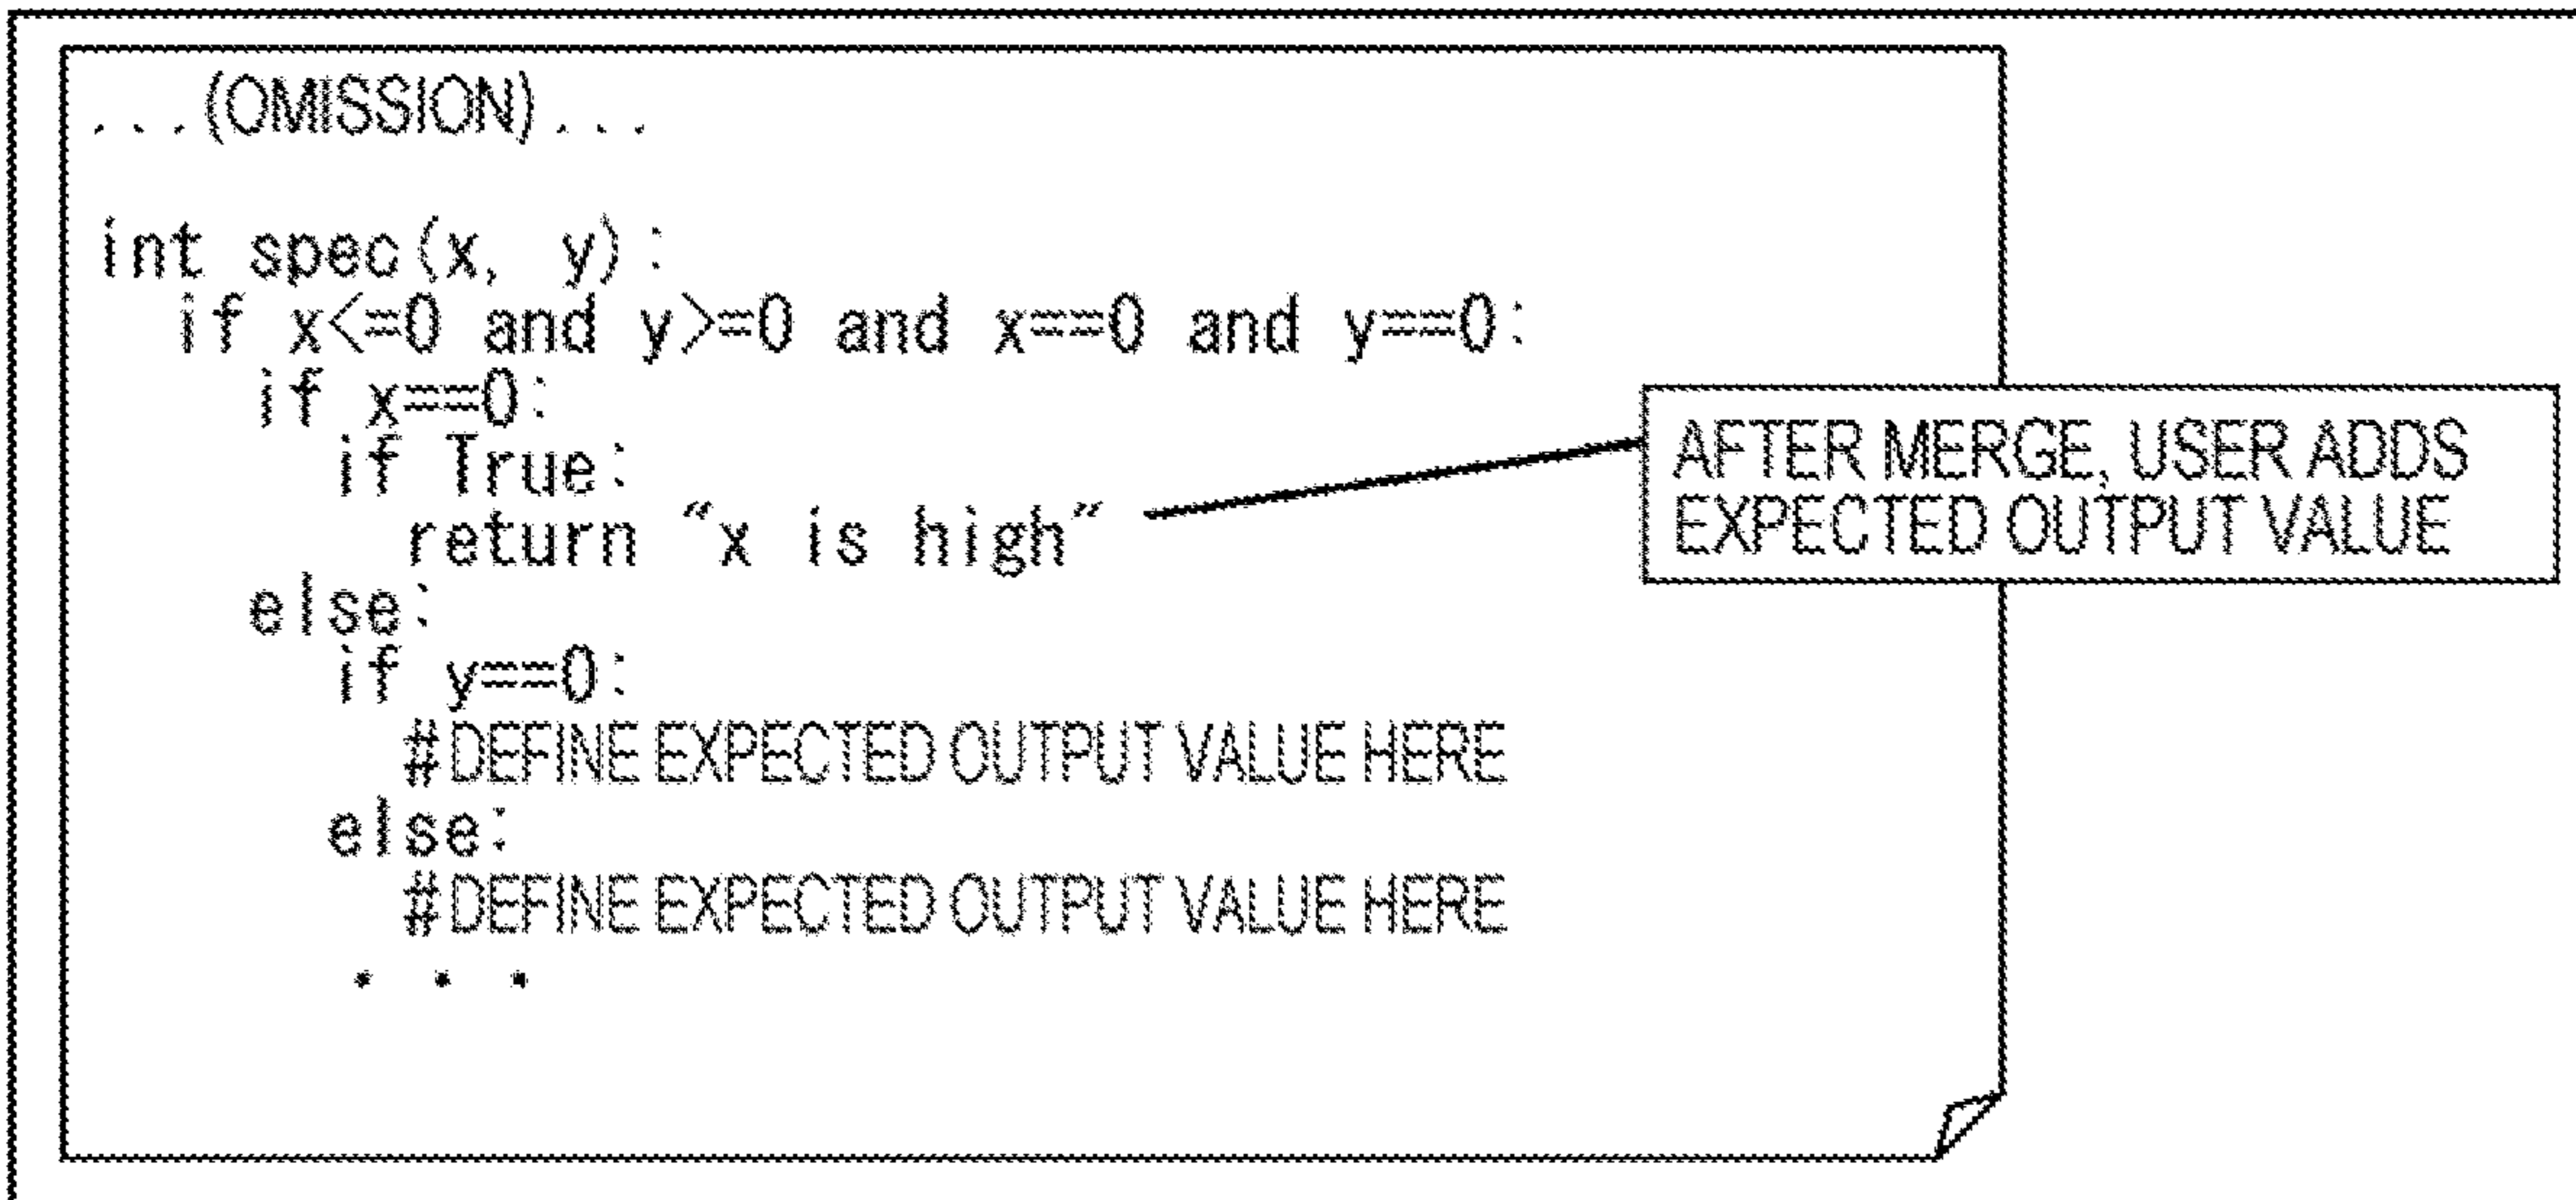 ...(OMISSION)...
int spec(x, y):
if x<=0 and y>=0 and x==0 and y==0:
if x==0:
if True:
return “x is high”
else:
if y==0:
#DEFINE EXPECTED OUTPUT VALUE HERE
else:
#DEFINE EXPECTED OUTPUT VALUE HERE
...
AFTER MERGE, USER ADDS
EXPECTED OUTPUT VALUE